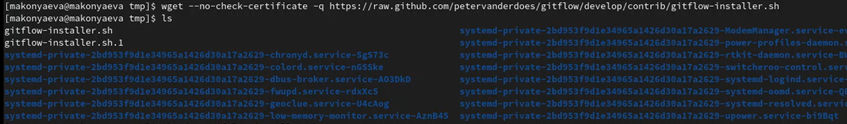 [makonyaeva@makonyaeva tmp]$ wget --no-check-certificate -q https://raw.github.com/petervanderdoes/gitflow/develop/contrib/gitflow-installer.sh
[makonyaeva@makonyaeva tmp]$ ls
gitflow-installer.sh systemd-private-2bd953f9d1e34965a1426d30a17a2629-ModemManager.service-
gitflow-installer.sh.1 systemd-private-2bd953f9d1e34965a1426d30a17a2629-power-profiles-daemon.
systemd-private-2bd953f9d1e34965a1426d30a17a2629-chronyd.service-5g573c systemd-private-2bd953f9d1e34965a1426d30a17a2629-rtkit-daemon.service-
systemd-private-2bd953f9d1e34965a1426d30a17a2629-colord.service-nGS5ke systemd-private-2bd953f9d1e34965a1426d30a17a2629-switcheroo-control.se
systemd-private-2bd953f9d1e34965a1426d30a17a2629-dbus-broker.service-AO3DkD systemd-private-2bd953f9d1e34965a1426d30a17a2629-systemd-logind.service-
systemd-private-2bd953f9d1e34965a1426d30a17a2629-fwupd.service-rdxXc5 systemd-private-2bd953f9d1e34965a1426d30a17a2629-systemd-oomd.service-
systemd-private-2bd953f9d1e34965a1426d30a17a2629-geoclue.service-U4cAog systemd-private-2bd953f9d1e34965a1426d30a17a2629-systemd-resolved.service
systemd-private-2bd953f9d1e34965a1426d30a17a2629-low-memory-monitor.service-AznB45 systemd-private-2bd953f9d1e34965a1426d30a17a2629-upower.service-bi9Bqt